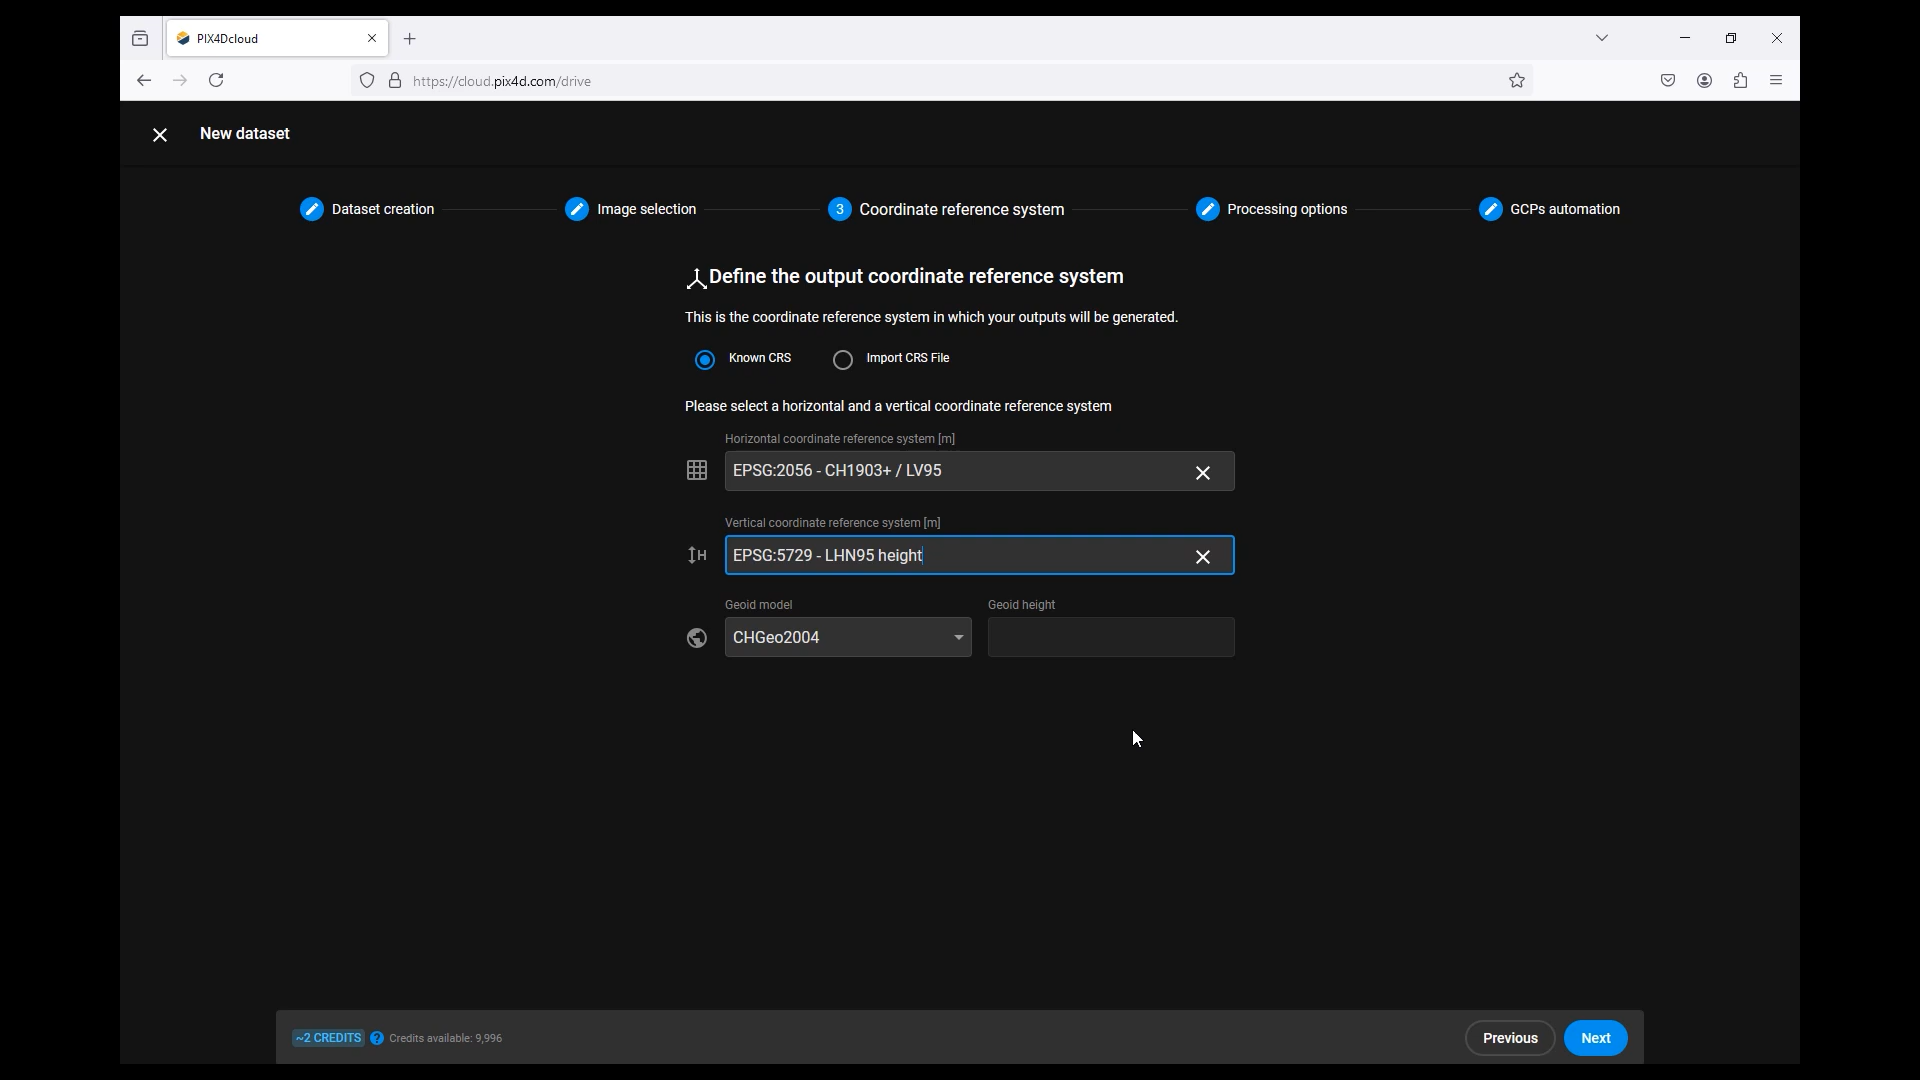 PIX4Dcloud
https://cloud.pix4d.com/drive
New dataset
Dataset creation
Image selection
3 Coordinate reference system
Processing options
GCPs automation
Define the output coordinate reference system
This is the coordinate reference system in which your outputs will be generated.
Known CRS
Import CRS File
Please select a horizontal and a vertical coordinate reference system
Horizontal coordinate reference system [m]
EPSG:2056 - CH1903+ / LV95
Vertical coordinate reference system [m]
H
EPSG:5729 - LHN95 height
Geoid model
Geoid height
CHGeo2004
~2 CREDITS ? Credits available: 9,996
Previous
Next